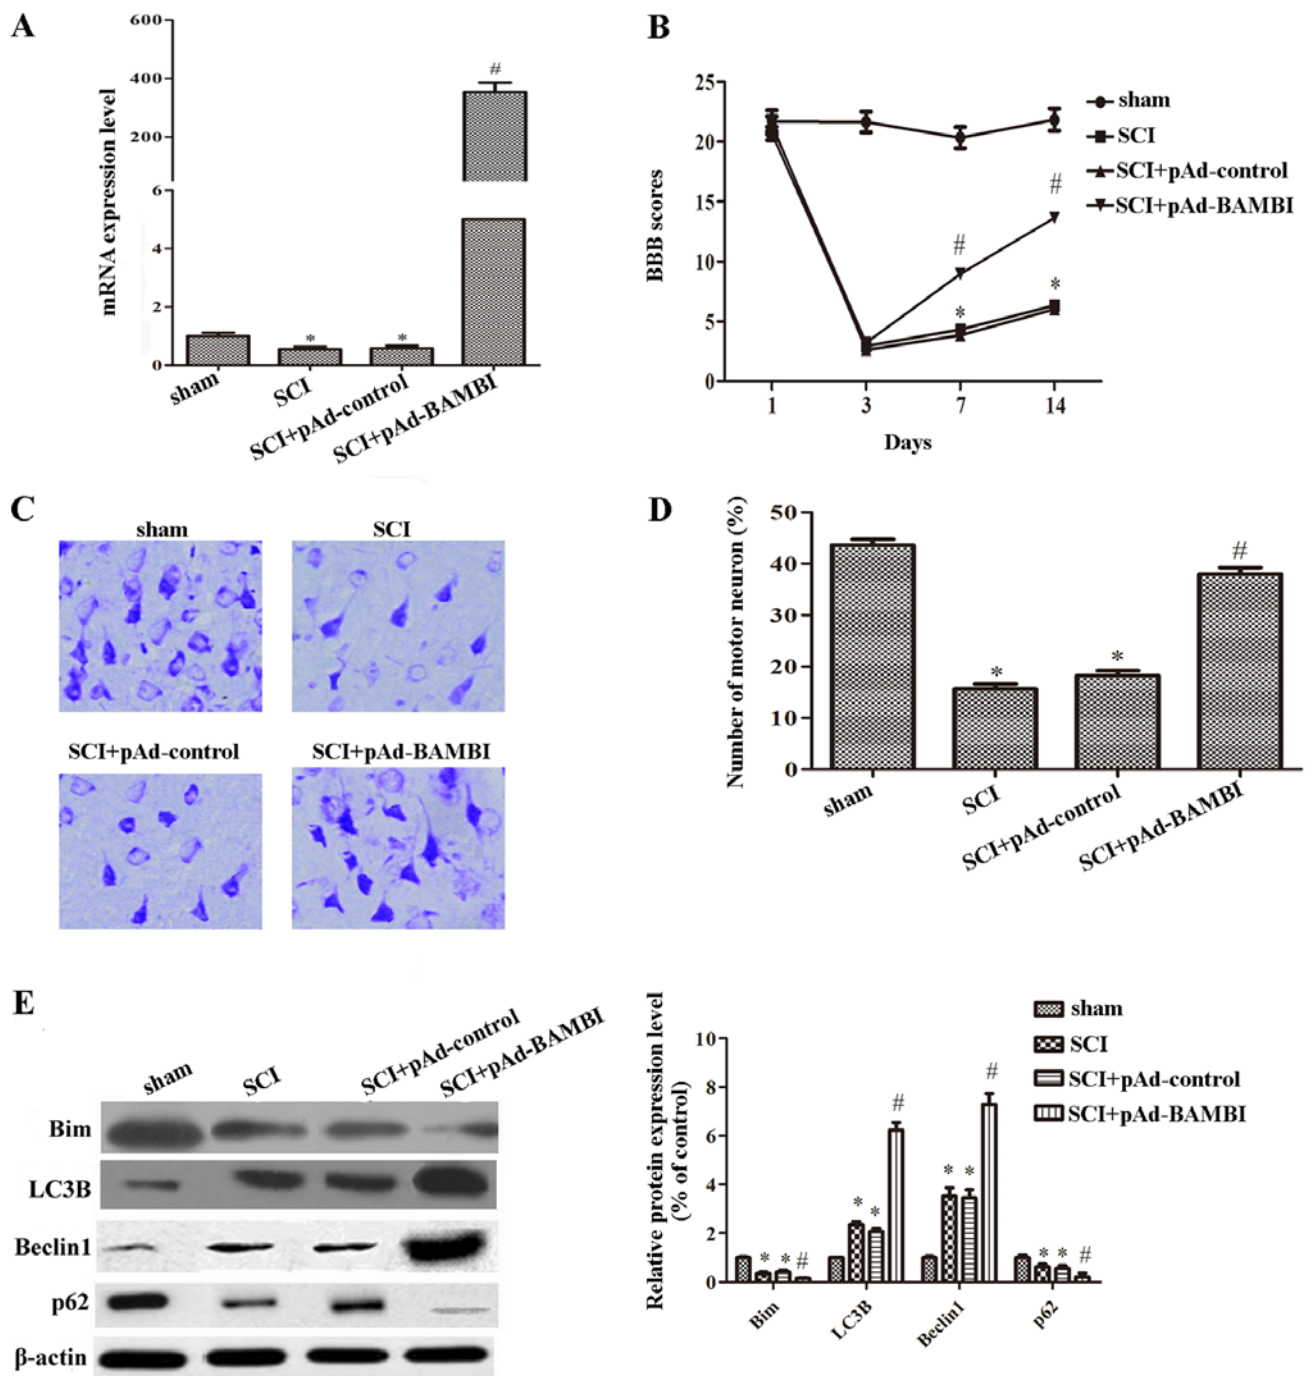 A
mRNA expression level
600
400
200
6
4
2
0
#
*
*
sham
SCI
SCI+pAd-control
SCI+pAd-BAMBI
B
BBB scores
25
20
15
10
5
0
#
#
*
*
1
3
7
14
Days
sham
SCI
SCI+pAd-control
SCI+pAd-BAMBI
C
sham
SCI
SCI+pAd-control
SCI+pAd-BAMBI
D
Number of motor neuron (%)
50
40
30
20
10
0
*
*
#
sham
SCI
SCI+pAd-control
SCI+pAd-BAMBI
E
sham
SCI
SCI+pAd-control
SCI+pAd-BAMBI
Bim
LC3B
Beclin1
p62
β-actin
Relative protein expression level
(% of control)
10
8
6
4
2
0
* * #
* * #
* * #
* * #
Bim
LC3B
Beclin1
p62
sham
SCI
SCI+pAd-control
SCI+pAd-BAMBI